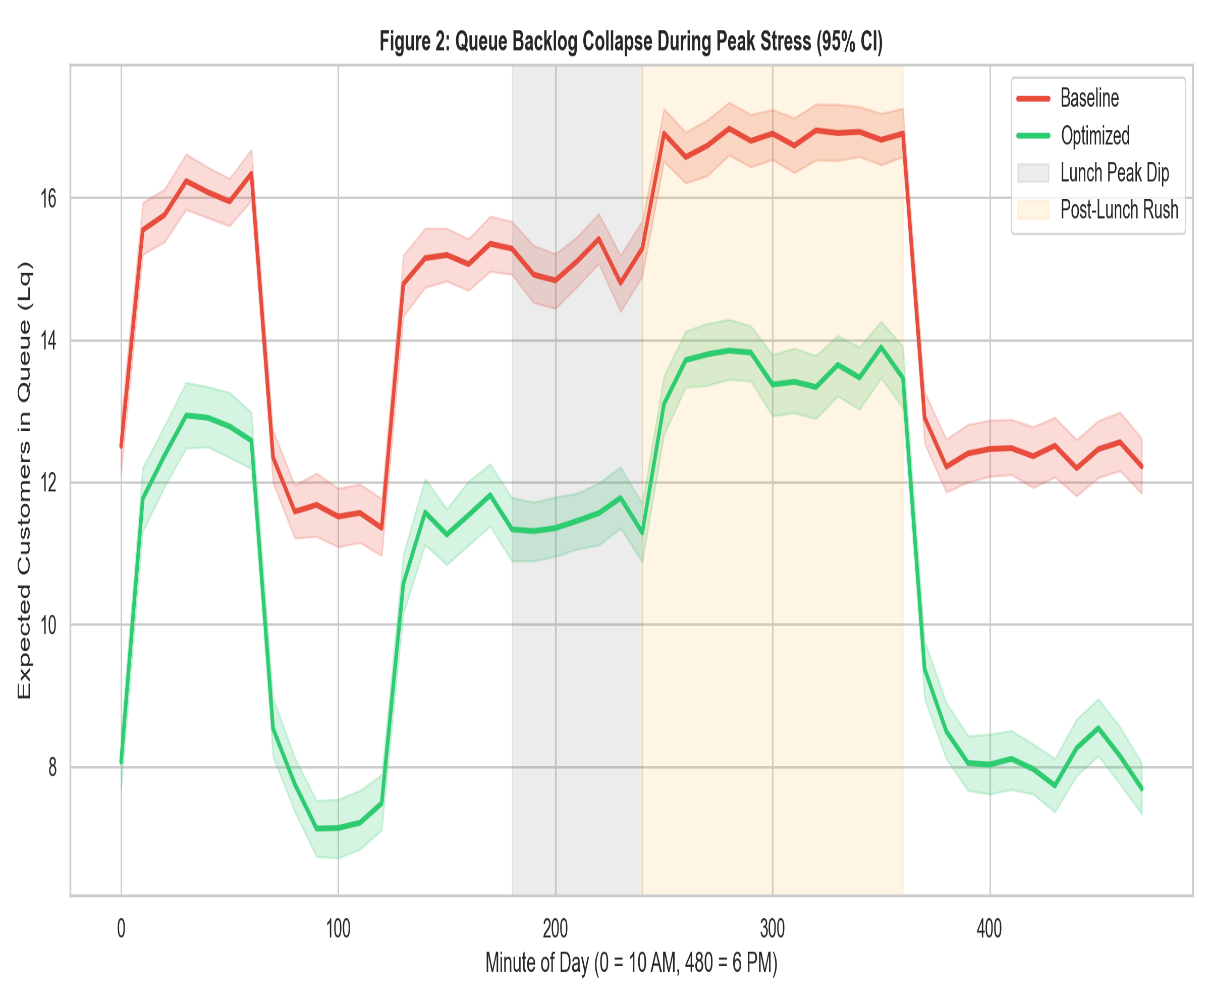 Figure 2: Queue Backlog Collapse During Peak Stress (95% CI)
Baseline
Optimized
Lunch Peak Dip
Post-Lunch Rush
Expected Customers in Queue (Lq)
16
14
12
10
8
0 100 200 300 400
Minute of Day (0 = 10 AM, 480 = 6 PM)